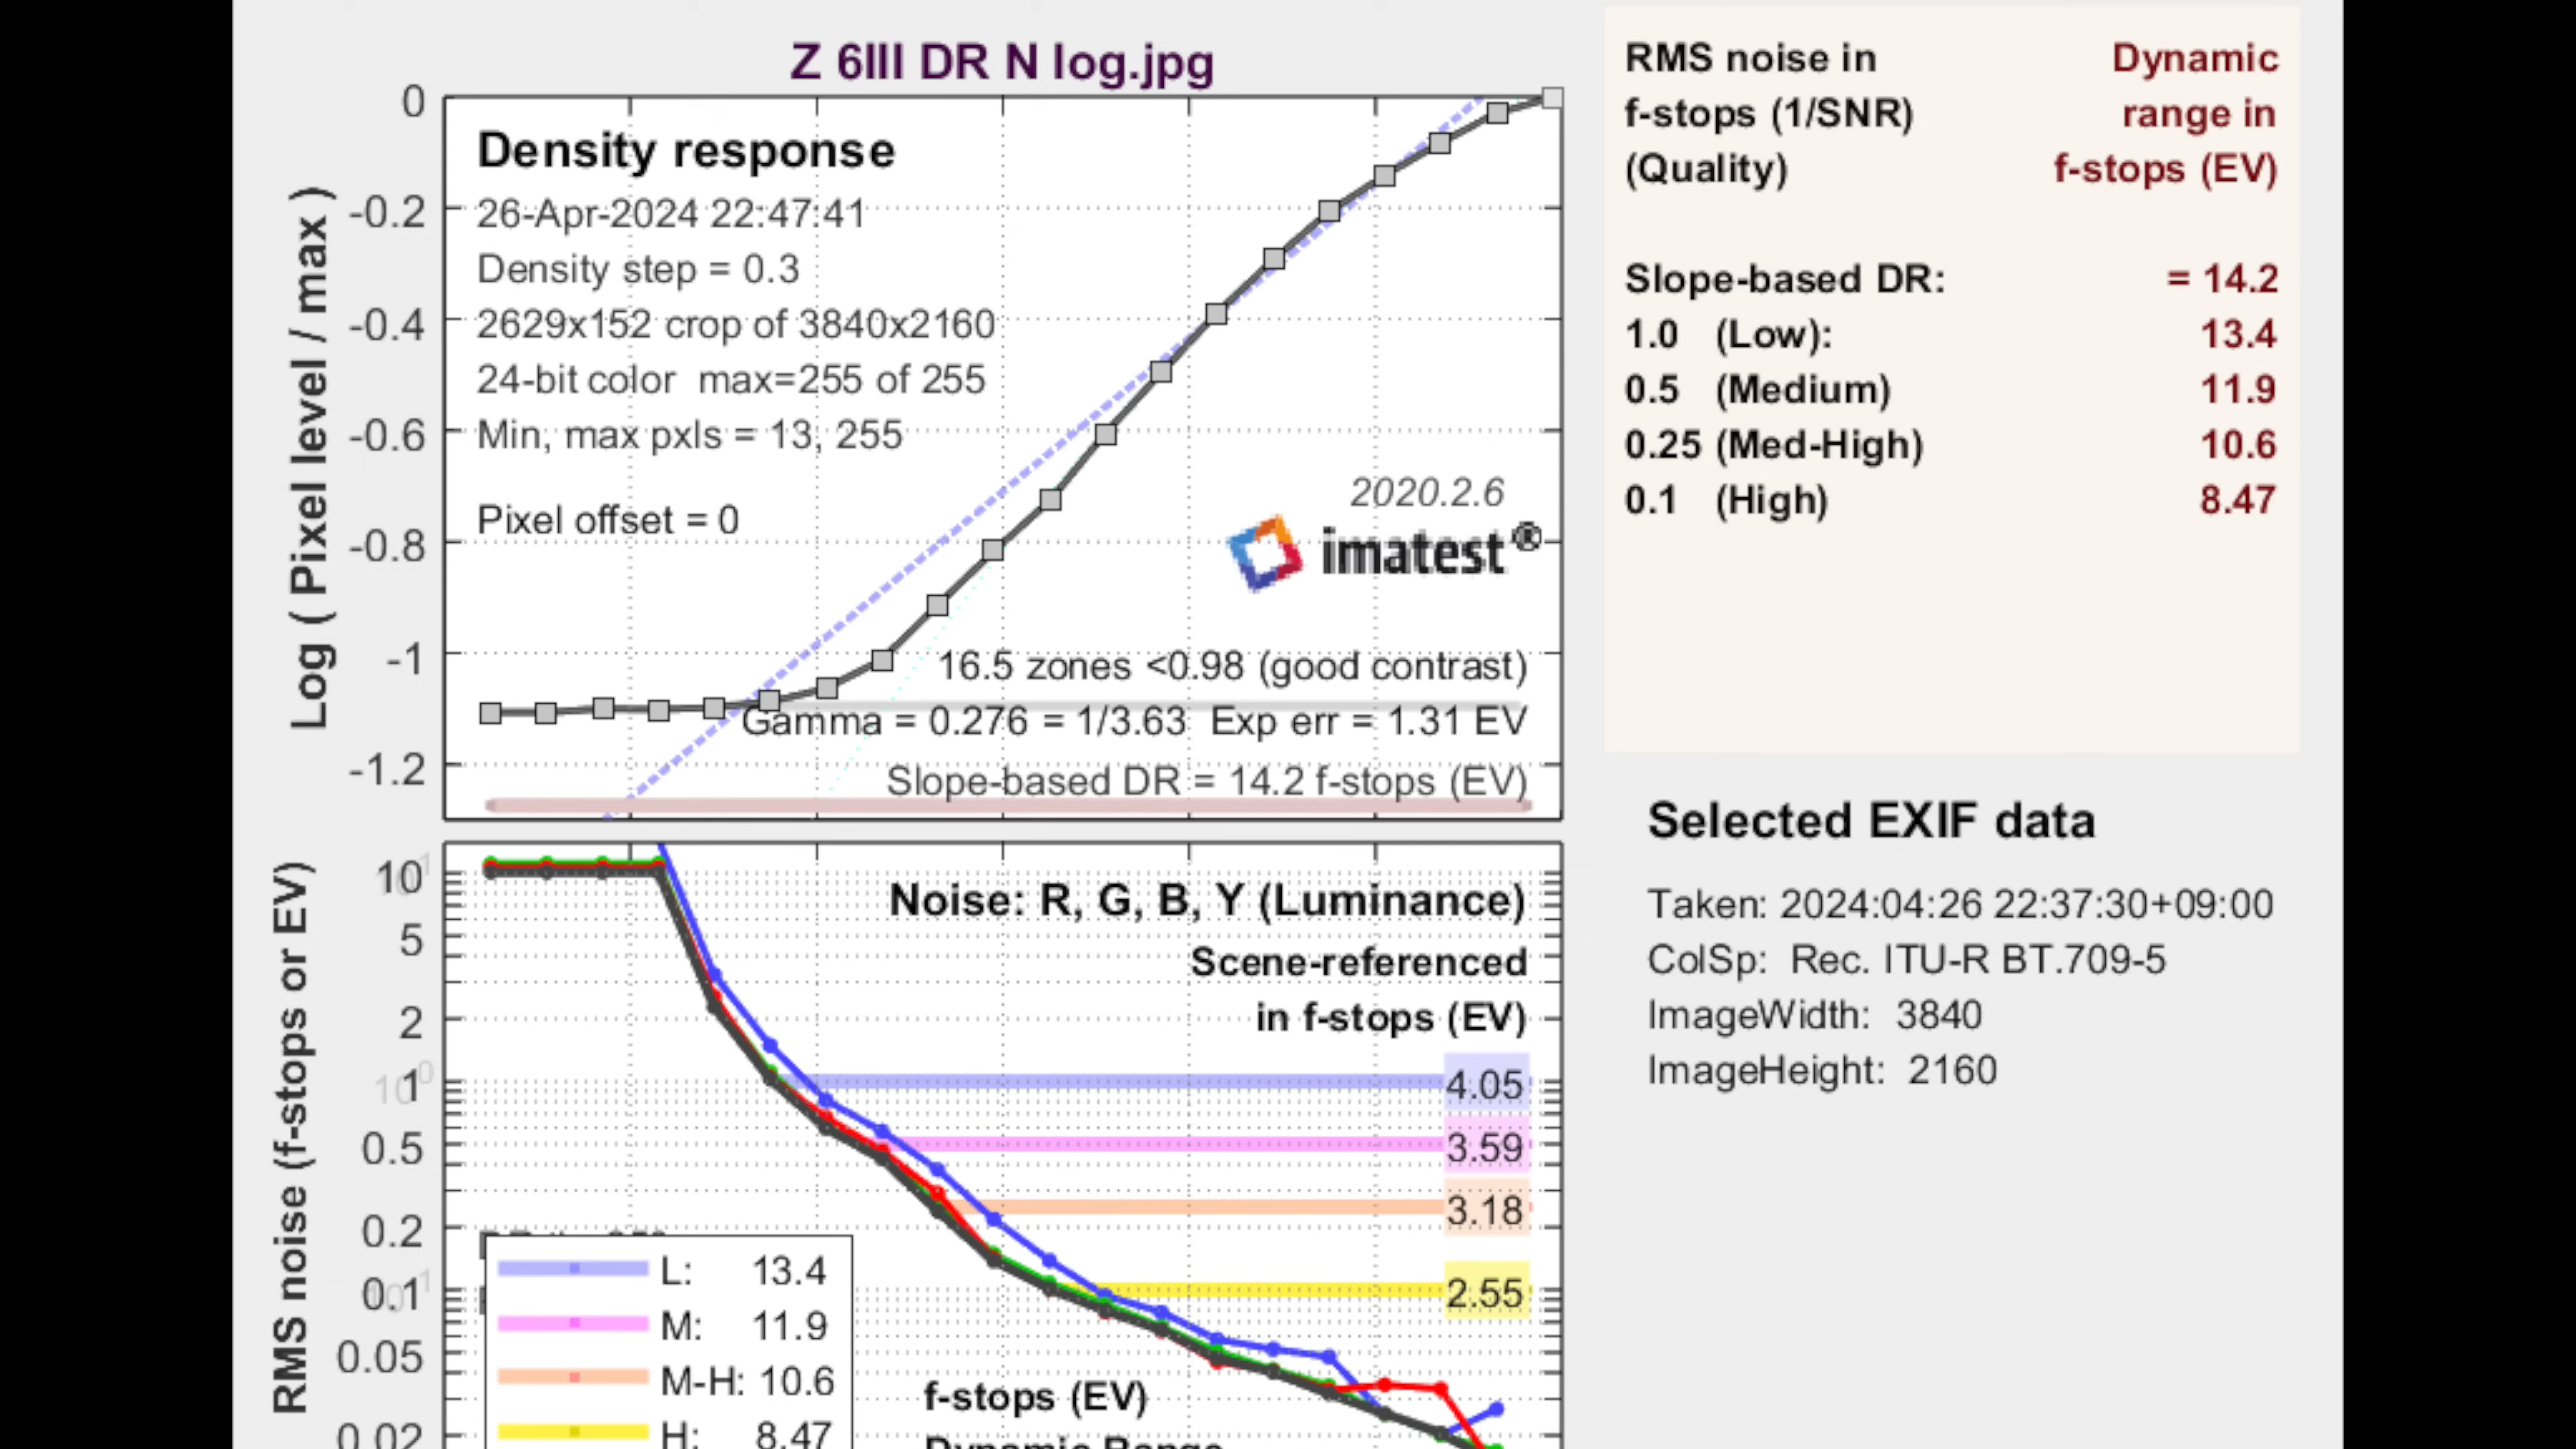 Z 6III DR N log.jpg
0
-0.2
-0.4
-0.6
-0.8
-1
-1.2
Log ( Pixel level / max )
Density response
26-Apr-2024 22:47:41
Density step = 0.3
2629x152 crop of 3840x2160
24-bit color max=255 of 255
Min, max pxls = 13, 255
Pixel offset = 0
2020.2.6
imatest®
16.5 zones <0.98 (good contrast)
Gamma = 0.276 = 1/3.63 Exp err = 1.31 EV
Slope-based DR = 14.2 f-stops (EV)
RMS noise in Dynamic
f-stops (1/SNR) range in
(Quality) f-stops (EV)
Slope-based DR: = 14.2
1.0 (Low): 13.4
0.5 (Medium) 11.9
0.25 (Med-High) 10.6
0.1 (High) 8.47
Selected EXIF data
Taken: 2024:04:26 22:37:30+09:00
ColSp: Rec. ITU-R BT.709-5
ImageWidth: 3840
ImageHeight: 2160
RMS noise (f-stops or EV)
10
5
2
1
0.5
0.2
0.1
0.05
0.02
Noise: R, G, B, Y (Luminance)
Scene-referenced
in f-stops (EV)
4.05
3.59
3.18
2.55
L: 13.4
M: 11.9
M-H: 10.6
H: 8.47
f-stops (EV)
Dynamic Range